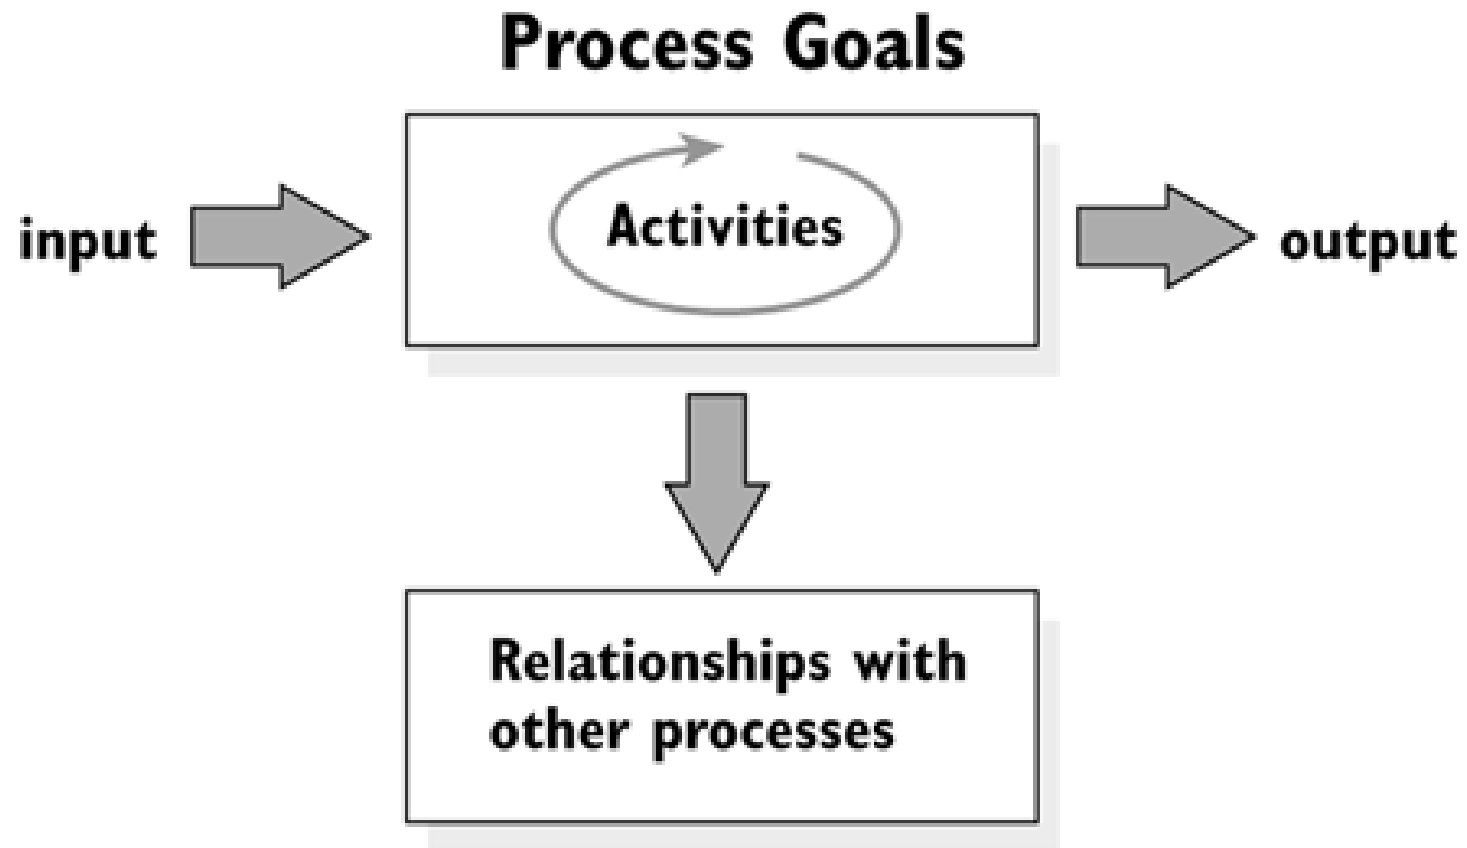 Process Goals
input
Activities
output
Relationships with
other processes